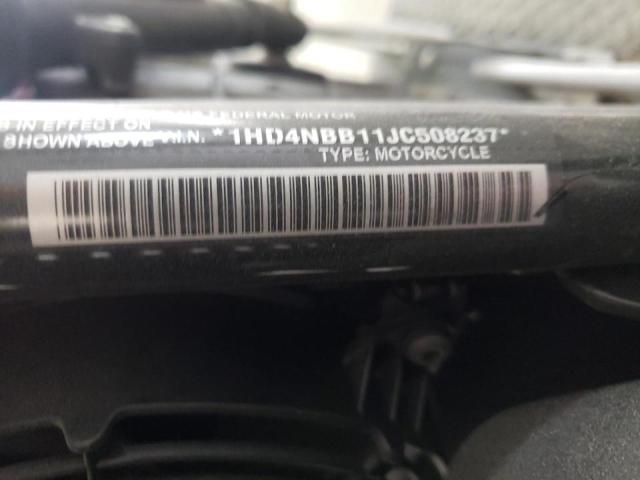 FEDERAL MOTOR
IN EFFECT ON
SHOWN ABOVE V.I.N. *1HD4NBB11JC508237*
TYPE: MOTORCYCLE